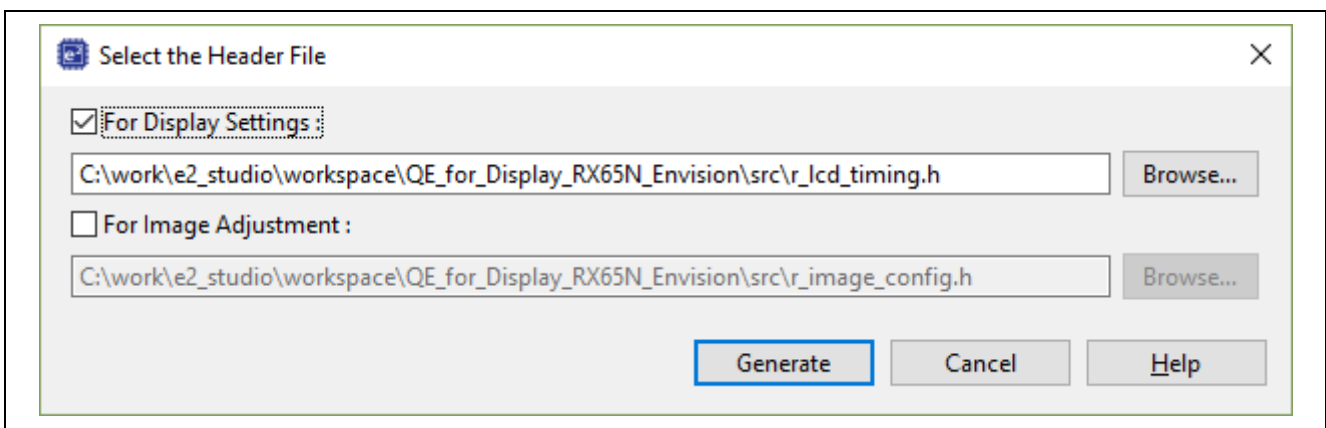 Select the Header File
For Display Settings :
C:\work\e2_studio\workspace\QE_for_Display_RX65N_Envision\src\r_lcd_timing.h Browse...
For Image Adjustment :
C:\work\e2_studio\workspace\QE_for_Display_RX65N_Envision\src\r_image_config.h Browse...
Generate Cancel Help